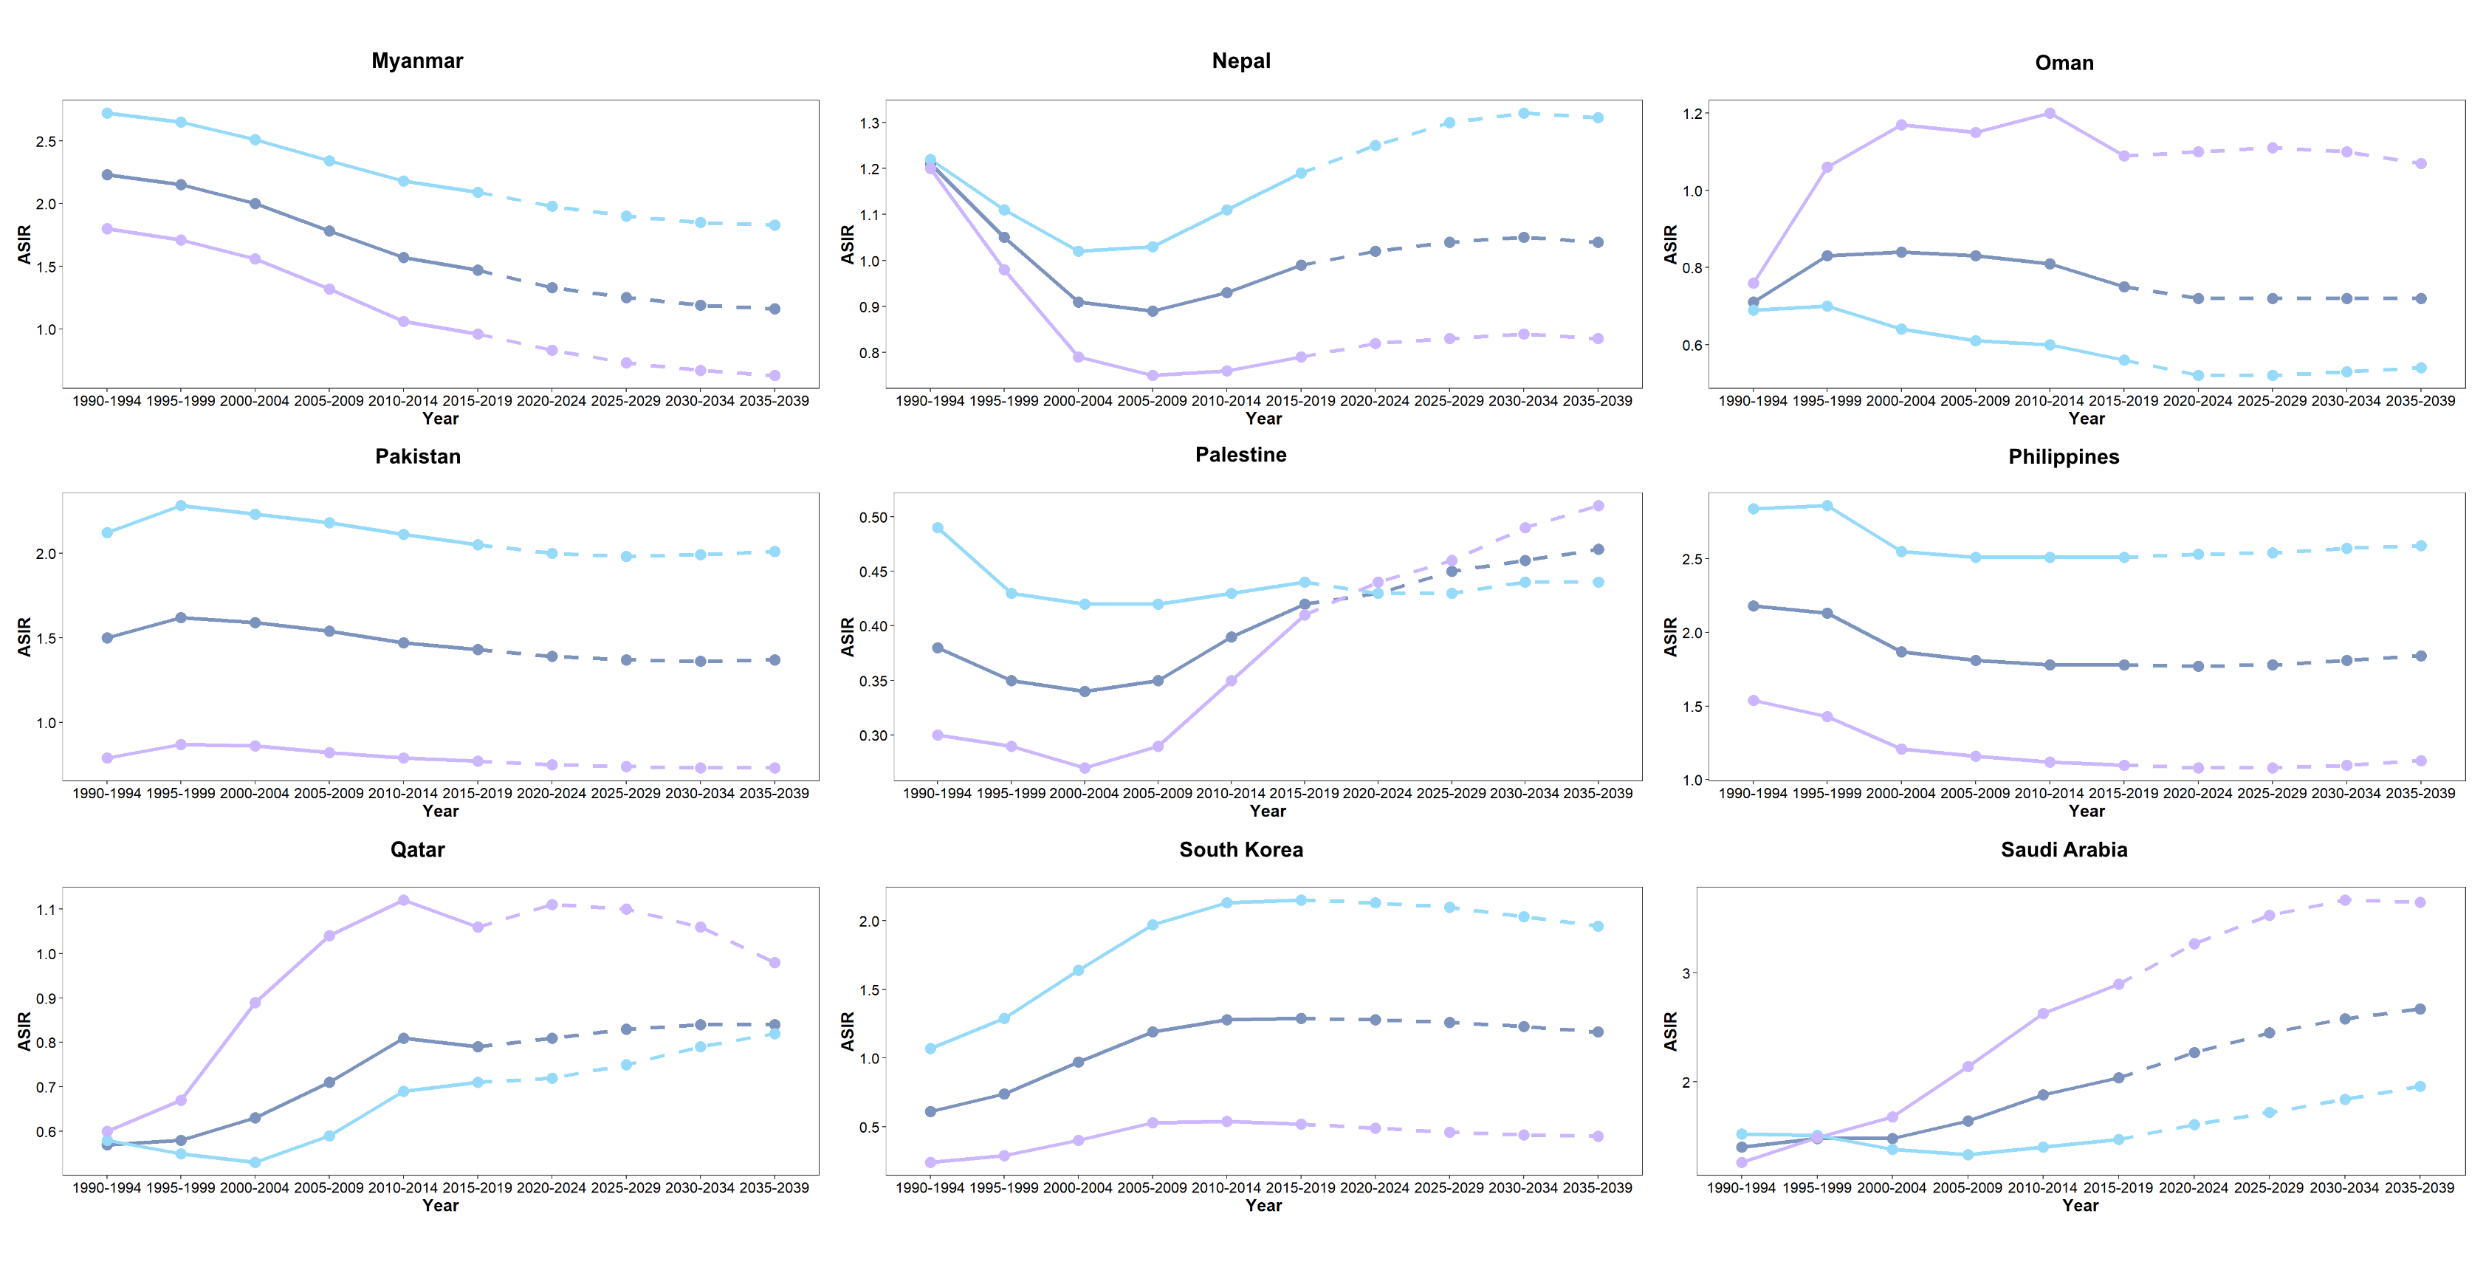 Myanmar
ASIR
2.5
2.0
1.5
1.0
1990-1994 1995-1999 2000-2004 2005-2009 2010-2014 2015-2019 2020-2024 2025-2029 2030-2034 2035-2039
Year
Nepal
ASIR
1.3
1.2
1.1
1.0
0.9
0.8
1990-1994 1995-1999 2000-2004 2005-2009 2010-2014 2015-2019 2020-2024 2025-2029 2030-2034 2035-2039
Year
Oman
ASIR
1.2
1.0
0.8
0.6
1990-1994 1995-1999 2000-2004 2005-2009 2010-2014 2015-2019 2020-2024 2025-2029 2030-2034 2035-2039
Year
Pakistan
ASIR
2.0
1.5
1.0
1990-1994 1995-1999 2000-2004 2005-2009 2010-2014 2015-2019 2020-2024 2025-2029 2030-2034 2035-2039
Year
Palestine
ASIR
0.50
0.45
0.40
0.35
0.30
1990-1994 1995-1999 2000-2004 2005-2009 2010-2014 2015-2019 2020-2024 2025-2029 2030-2034 2035-2039
Year
Philippines
ASIR
2.5
2.0
1.5
1.0
1990-1994 1995-1999 2000-2004 2005-2009 2010-2014 2015-2019 2020-2024 2025-2029 2030-2034 2035-2039
Year
Qatar
ASIR
1.1
1.0
0.9
0.8
0.7
0.6
1990-1994 1995-1999 2000-2004 2005-2009 2010-2014 2015-2019 2020-2024 2025-2029 2030-2034 2035-2039
Year
South Korea
ASIR
2.0
1.5
1.0
0.5
1990-1994 1995-1999 2000-2004 2005-2009 2010-2014 2015-2019 2020-2024 2025-2029 2030-2034 2035-2039
Year
Saudi Arabia
ASIR
3
2
1990-1994 1995-1999 2000-2004 2005-2009 2010-2014 2015-2019 2020-2024 2025-2029 2030-2034 2035-2039
Year